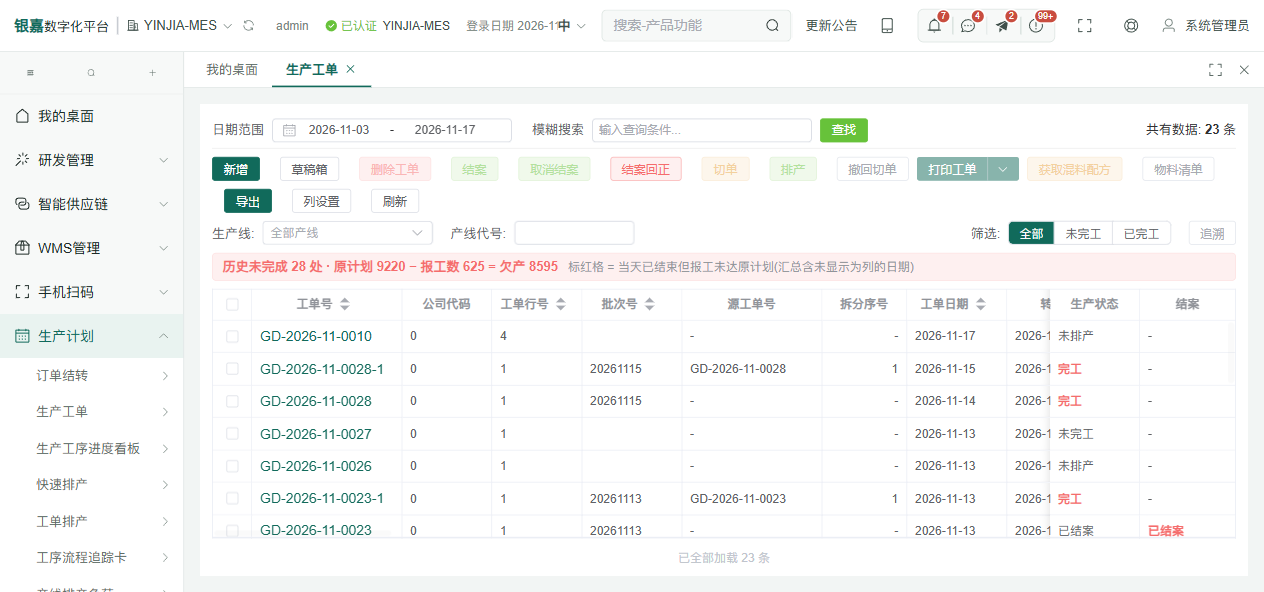 银嘉数字化平台 YINJIA-MES admin 已认证 YINJIA-MES 登录日期 2026-11 中 搜索-产品功能 更新公告 7 4 2 99+ 系统管理员
我的桌面 生产工单
日期范围 2026-11-03 - 2026-11-17 模糊搜索 输入查询条件... 查找 共有数据: 23 条
新增 草稿箱 删除工单 结案 取消结案 结案回正 切单 排产 撤回切单 打印工单 获取混料配方 物料清单
导出 列设置 刷新
生产线: 全部产线 产线代号: 筛选: 全部 未完工 已完工 追溯
历史未完成 28 处 · 原计划 9220 − 报工数 625 = 欠产 8595 标红格 = 当天已结束但报工未达原计划(汇总含未显示为列的日期)
工单号 公司代码 工单行号 批次号 源工单号 拆分序号 工单日期 转 生产状态 结案
GD-2026-11-0010 0 4 - - 2026-11-17 2026-1 未排产 -
GD-2026-11-0028-1 0 1 20261115 GD-2026-11-0028 1 2026-11-15 2026-1 完工 -
GD-2026-11-0028 0 1 20261115 - - 2026-11-14 2026-1 完工 -
GD-2026-11-0027 0 1 - - 2026-11-13 2026-1 未完工 -
GD-2026-11-0026 0 1 - - 2026-11-13 2026-1 未排产 -
GD-2026-11-0023-1 0 1 20261113 GD-2026-11-0023 1 2026-11-13 2026-1 完工 -
GD-2026-11-0023 0 1 20261113 - - 2026-11-13 2026-1 已结案 已结案
已全部加载 23 条
我的桌面
研发管理
智能供应链
WMS管理
手机扫码
生产计划
订单结转
生产工单
生产工序进度看板
快速排产
工单排产
工序流程追踪卡